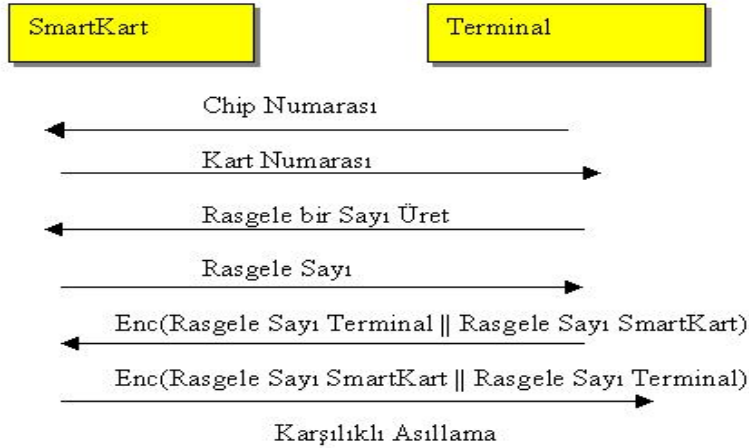 SmartKart
Terminal
Chip Numarası
Kart Numarası
Rasgele bir Sayı Üret
Rasgele Sayı
Enc(Rasgele Sayı Terminal || Rasgele Sayı SmartKart)
Enc(Rasgele Sayı SmartKart || Rasgele Sayı Terminal)
Karşılıklı Asıllama